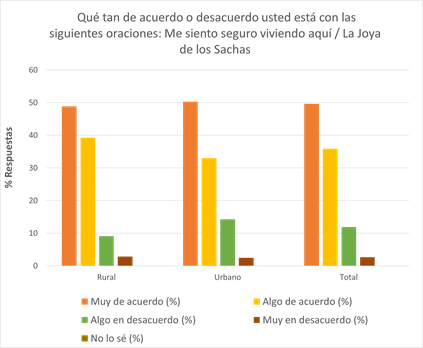 Qué tan de acuerdo o desacuerdo usted está con las
siguientes oraciones: Me siento seguro viviendo aquí / La Joya
de los Sachas
60
50
40
30
20
10
0
% Respuestas
Rural Urbano Total
Muy de acuerdo (%) Algo de acuerdo (%)
Algo en desacuerdo (%) Muy en desacuerdo (%)
No lo sé (%)